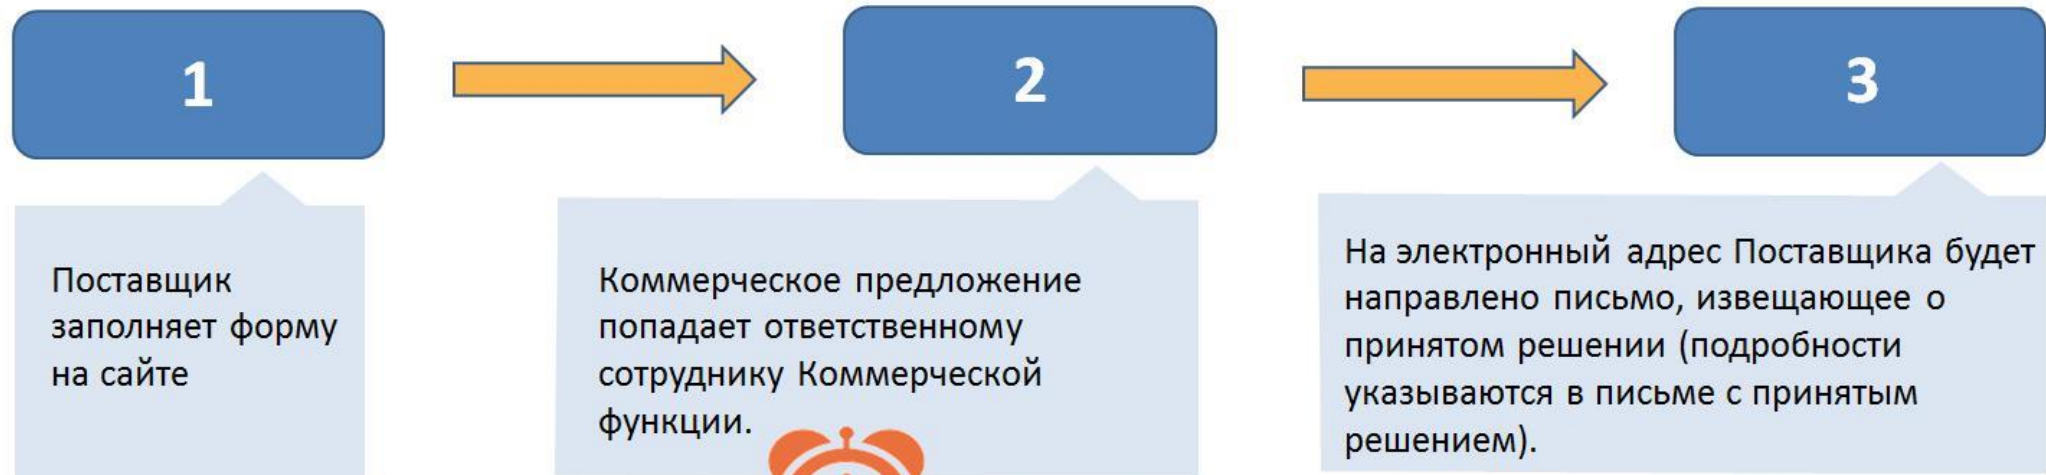 1
2
3
Поставщик
заполняет форму
на сайте
Коммерческое предложение
попадает ответственному
сотруднику Коммерческой
функции.
На электронный адрес Поставщика будет
направлено письмо, извещающее о
принятом решении (подробности
указываются в письме с принятым
решением).